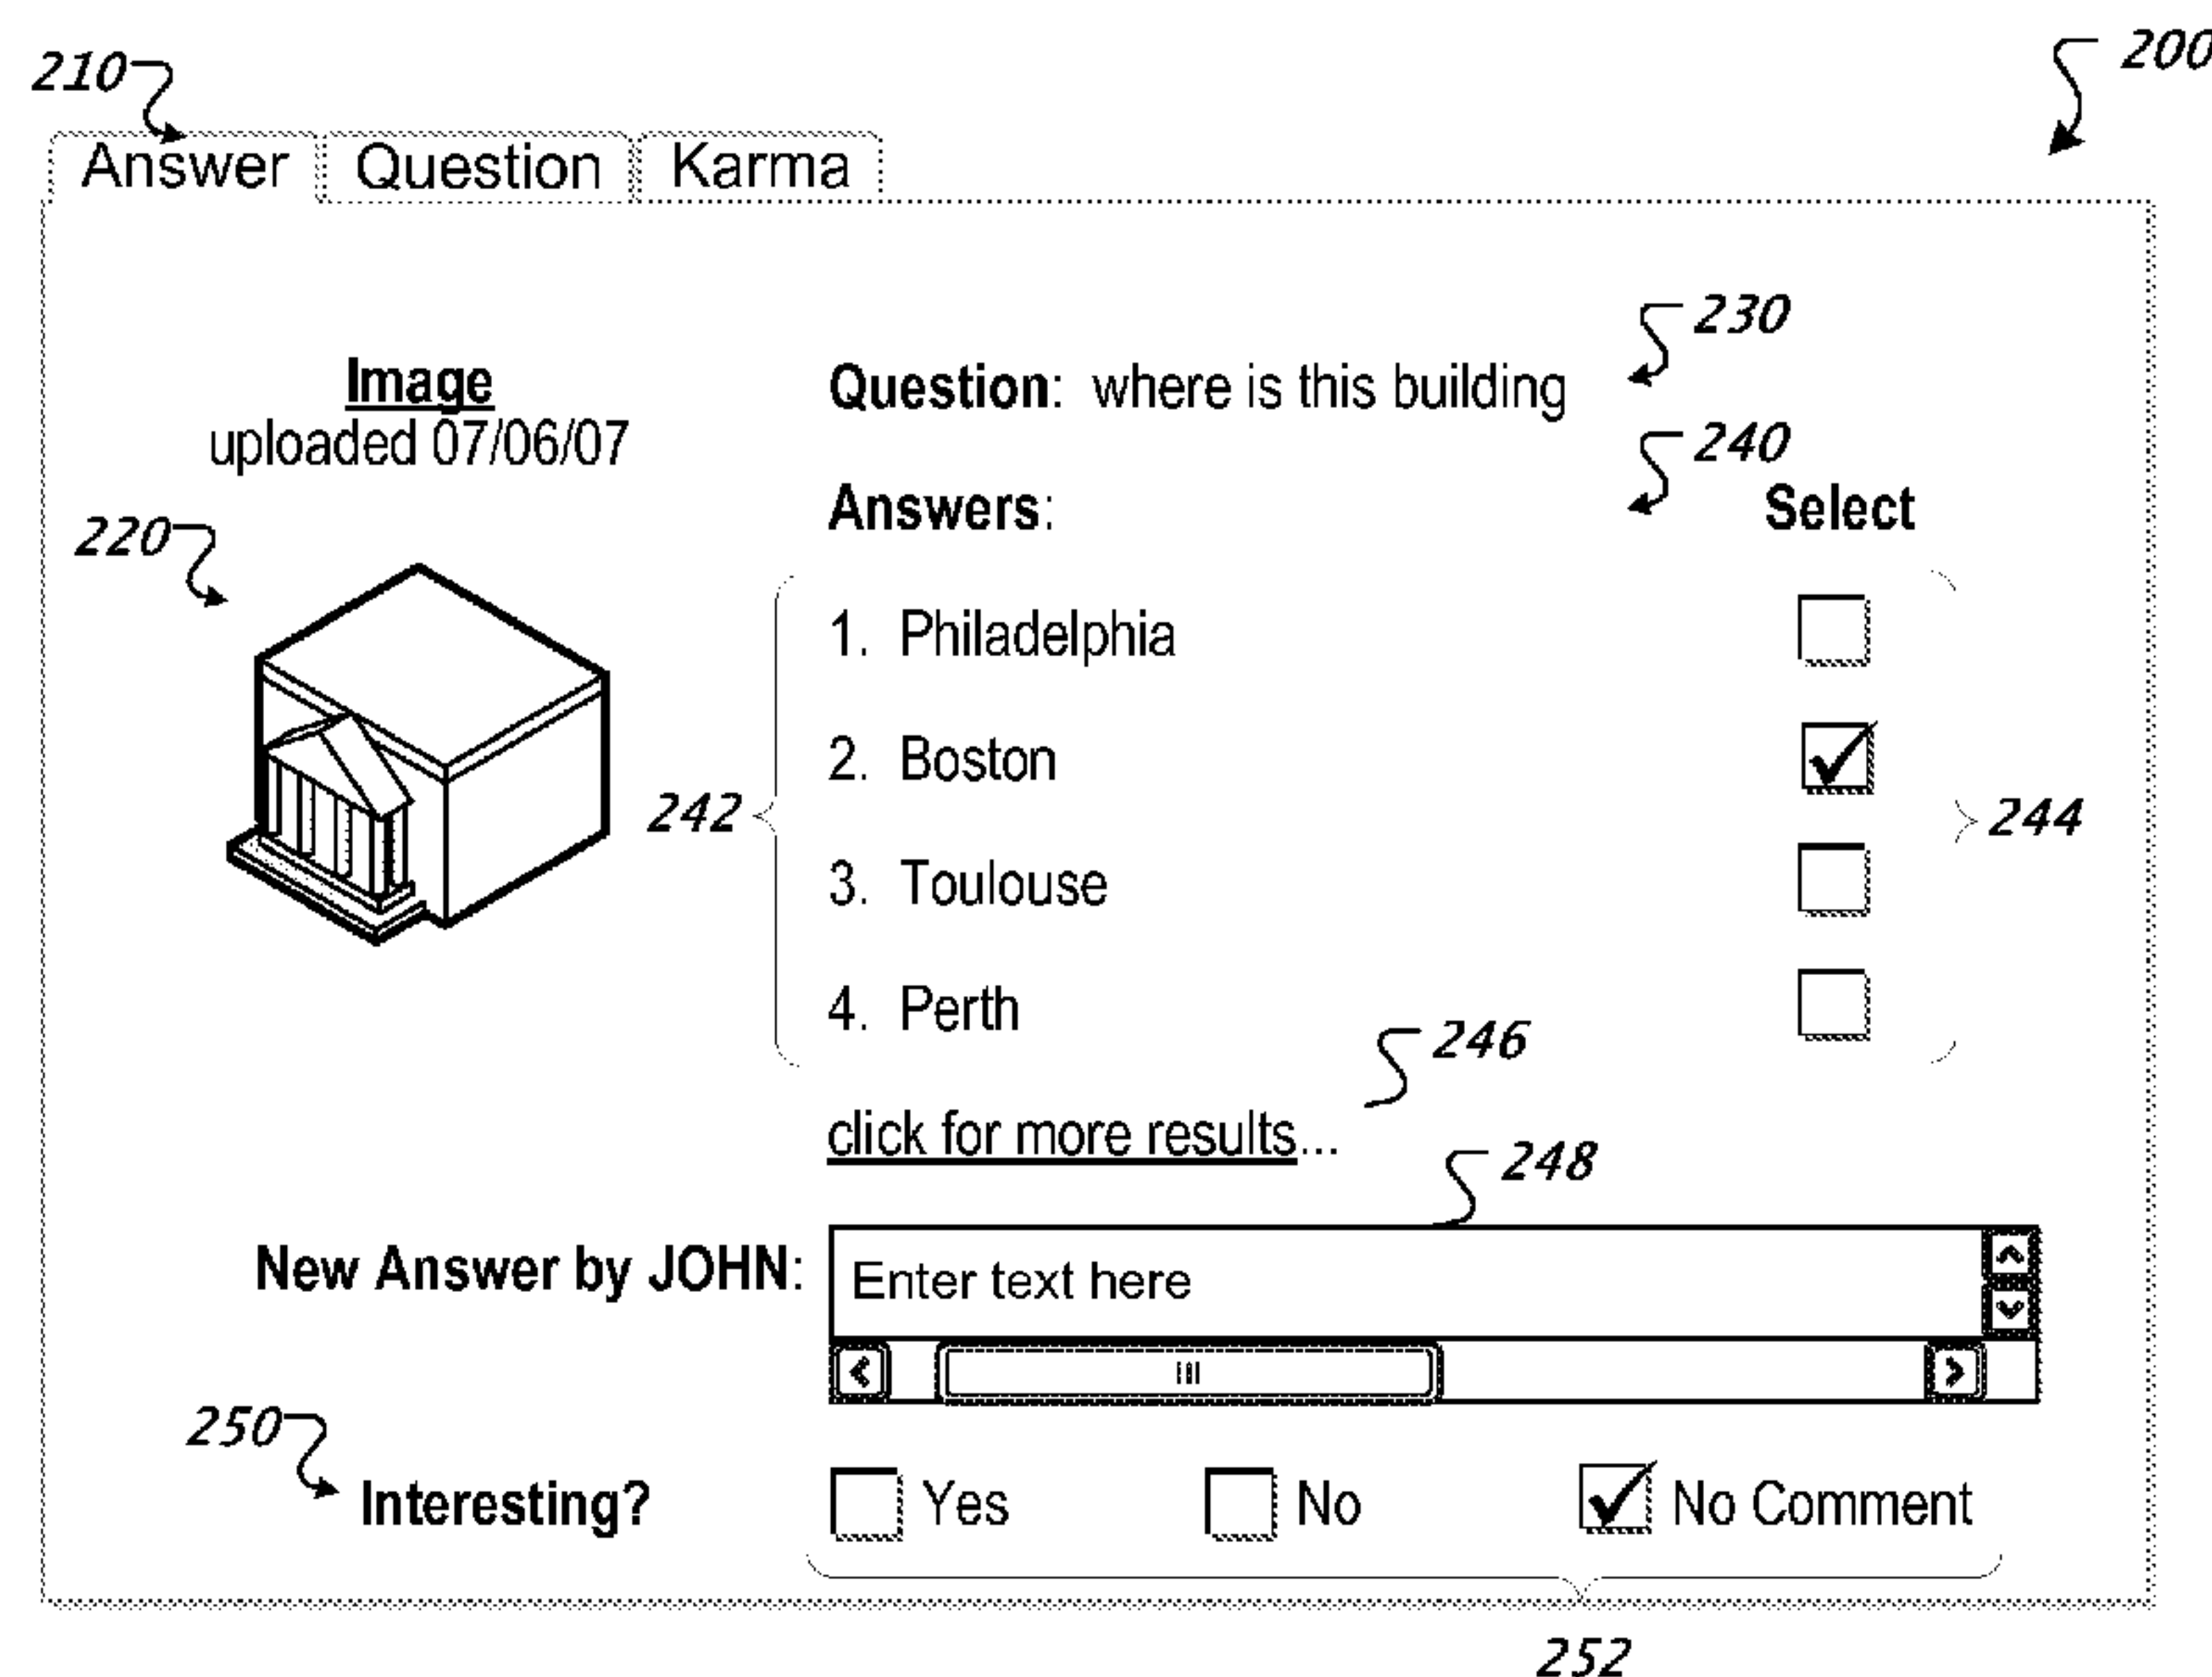 210
200
Answer Question Karma
230
Image
Question: where is this building
uploaded 07/06/07
240
Answers:
Select
220
1. Philadelphia
2. Boston
242
244
3. Toulouse
4. Perth
246
click for more results...
248
New Answer by JOHN:
Enter text here
250
Interesting? Yes No No Comment
252